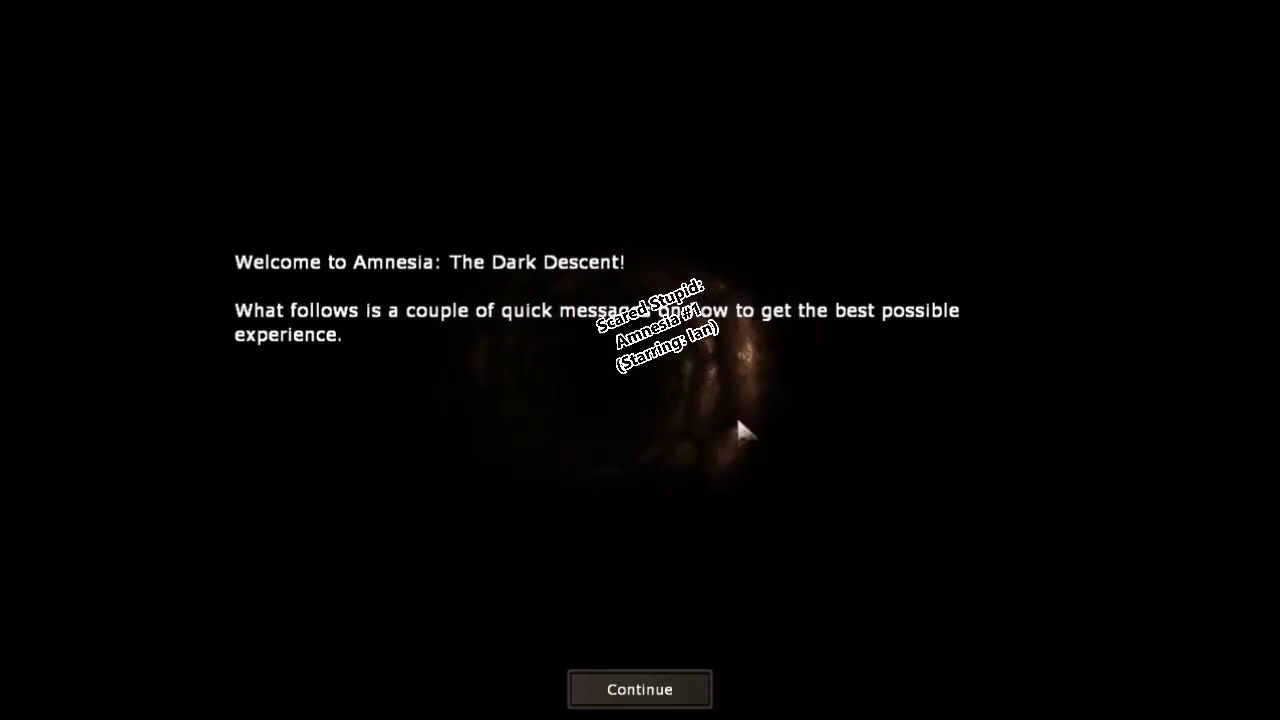 Welcome to Amnesia: The Dark Descent!
What follows is a couple of quick messages on how to get the best possible
experience.
Scared Stupid:
Amnesia #1
(Starring: Ian)
Continue